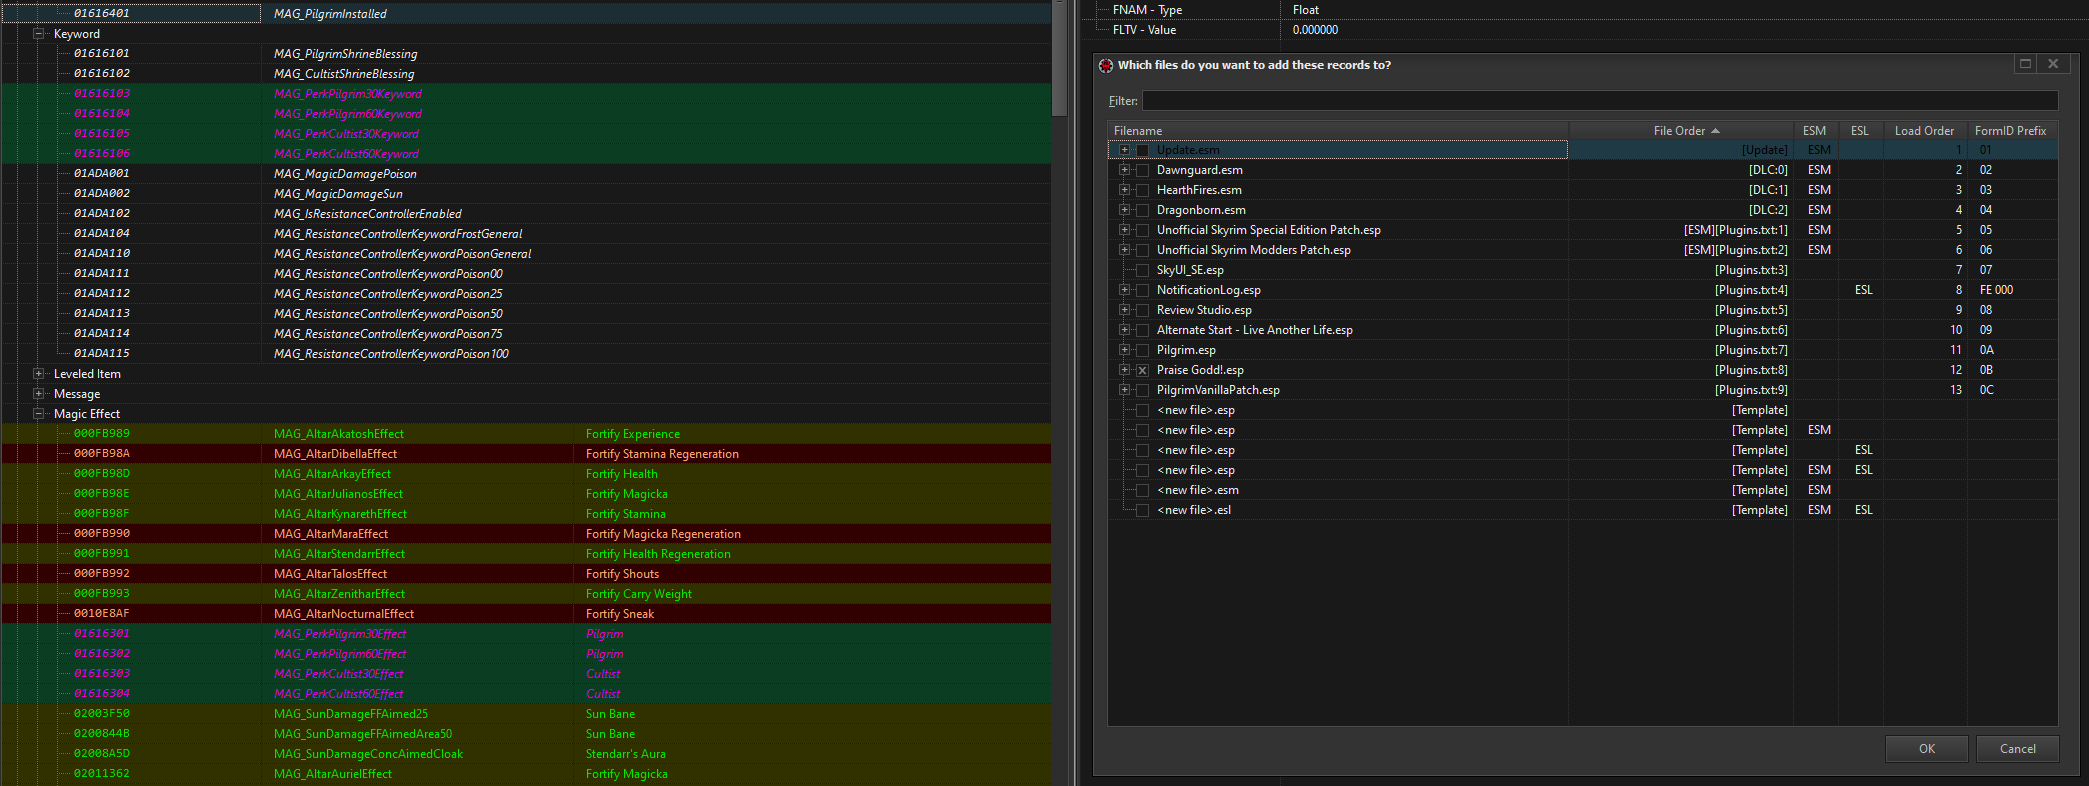 01616401 MAG_PilgrimInstalled
Keyword
01616101 MAG_PilgrimShrineBlessing
01616102 MAG_CultistShrineBlessing
01616103 MAG_PerkPilgrim30Keyword
01616104 MAG_PerkPilgrim60Keyword
01616105 MAG_PerkCultist30Keyword
01616106 MAG_PerkCultist60Keyword
01ADA001 MAG_MagicDamagePoison
01ADA002 MAG_MagicDamageSun
01ADA102 MAG_IsResistanceControllerEnabled
01ADA104 MAG_ResistanceControllerKeywordFrostGeneral
01ADA110 MAG_ResistanceControllerKeywordPoisonGeneral
01ADA111 MAG_ResistanceControllerKeywordPoison00
01ADA112 MAG_ResistanceControllerKeywordPoison25
01ADA113 MAG_ResistanceControllerKeywordPoison50
01ADA114 MAG_ResistanceControllerKeywordPoison75
01ADA115 MAG_ResistanceControllerKeywordPoison100
Leveled Item
Message
Magic Effect
000FB989 MAG_AltarAkatoshEffect Fortify Experience
000FB98A MAG_AltarDibellaEffect Fortify Stamina Regeneration
000FB98D MAG_AltarArkayEffect Fortify Health
000FB98E MAG_AltarJulianosEffect Fortify Magicka
000FB98F MAG_AltarKynarethEffect Fortify Stamina
000FB990 MAG_AltarMaraEffect Fortify Magicka Regeneration
000FB991 MAG_AltarStendarrEffect Fortify Health Regeneration
000FB992 MAG_AltarTalosEffect Fortify Shouts
000FB993 MAG_AltarZenitharEffect Fortify Carry Weight
0010E8AF MAG_AltarNocturnalEffect Fortify Sneak
01616301 MAG_PerkPilgrim30Effect Pilgrim
01616302 MAG_PerkPilgrim60Effect Pilgrim
01616303 MAG_PerkCultist30Effect Cultist
01616304 MAG_PerkCultist60Effect Cultist
02003F50 MAG_SunDamageFFAimed25 Sun Bane
0200844B MAG_SunDamageFFAimedArea50 Sun Bane
02008A5D MAG_SunDamageConcAimedCloak Stendarr's Aura
02011362 MAG_AltarAurielEffect Fortify Magicka
FNAM - Type Float
FLTV - Value 0.000000
Which files do you want to add these records to?
Filter:
Filename File Order ESM ESL Load Order FormID Prefix
Update.esm [Update] ESM 1 01
Dawnguard.esm [DLC:0] ESM 2 02
HearthFires.esm [DLC:1] ESM 3 03
Dragonborn.esm [DLC:2] ESM 4 04
Unofficial Skyrim Special Edition Patch.esp [ESM][Plugins.txt:1] ESM 5 05
Unofficial Skyrim Modders Patch.esp [ESM][Plugins.txt:2] ESM 6 06
SkyUI_SE.esp [Plugins.txt:3] 7 07
NotificationLog.esp [Plugins.txt:4] ESL 8 FE 000
Review Studio.esp [Plugins.txt:5] 9 08
Alternate Start - Live Another Life.esp [Plugins.txt:6] 10 09
Pilgrim.esp [Plugins.txt:7] 11 0A
Praise Godd!.esp [Plugins.txt:8] 12 0B
PilgrimVanillaPatch.esp [Plugins.txt:9] 13 0C
<new file>.esp [Template]
<new file>.esp [Template] ESM
<new file>.esp [Template] ESL
<new file>.esp [Template] ESM ESL
<new file>.esm [Template] ESM
<new file>.esl [Template] ESM ESL
OK Cancel